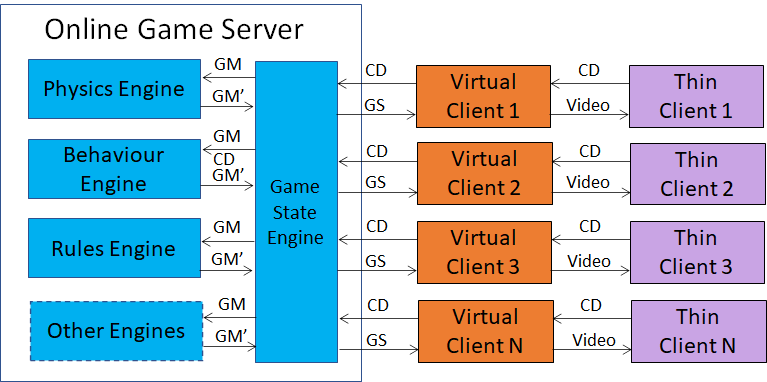 Online Game Server
Physics Engine
GM
GM’
Behaviour
Engine
GM
CD
GM’
Rules Engine
GM
GM’
Other Engines
GM
GM’
Game
State
Engine
CD
GS
Virtual
Client 1
CD
Video
Thin
Client 1
CD
GS
Virtual
Client 2
CD
Video
Thin
Client 2
CD
GS
Virtual
Client 3
CD
Video
Thin
Client 3
CD
GS
Virtual
Client N
CD
Video
Thin
Client N